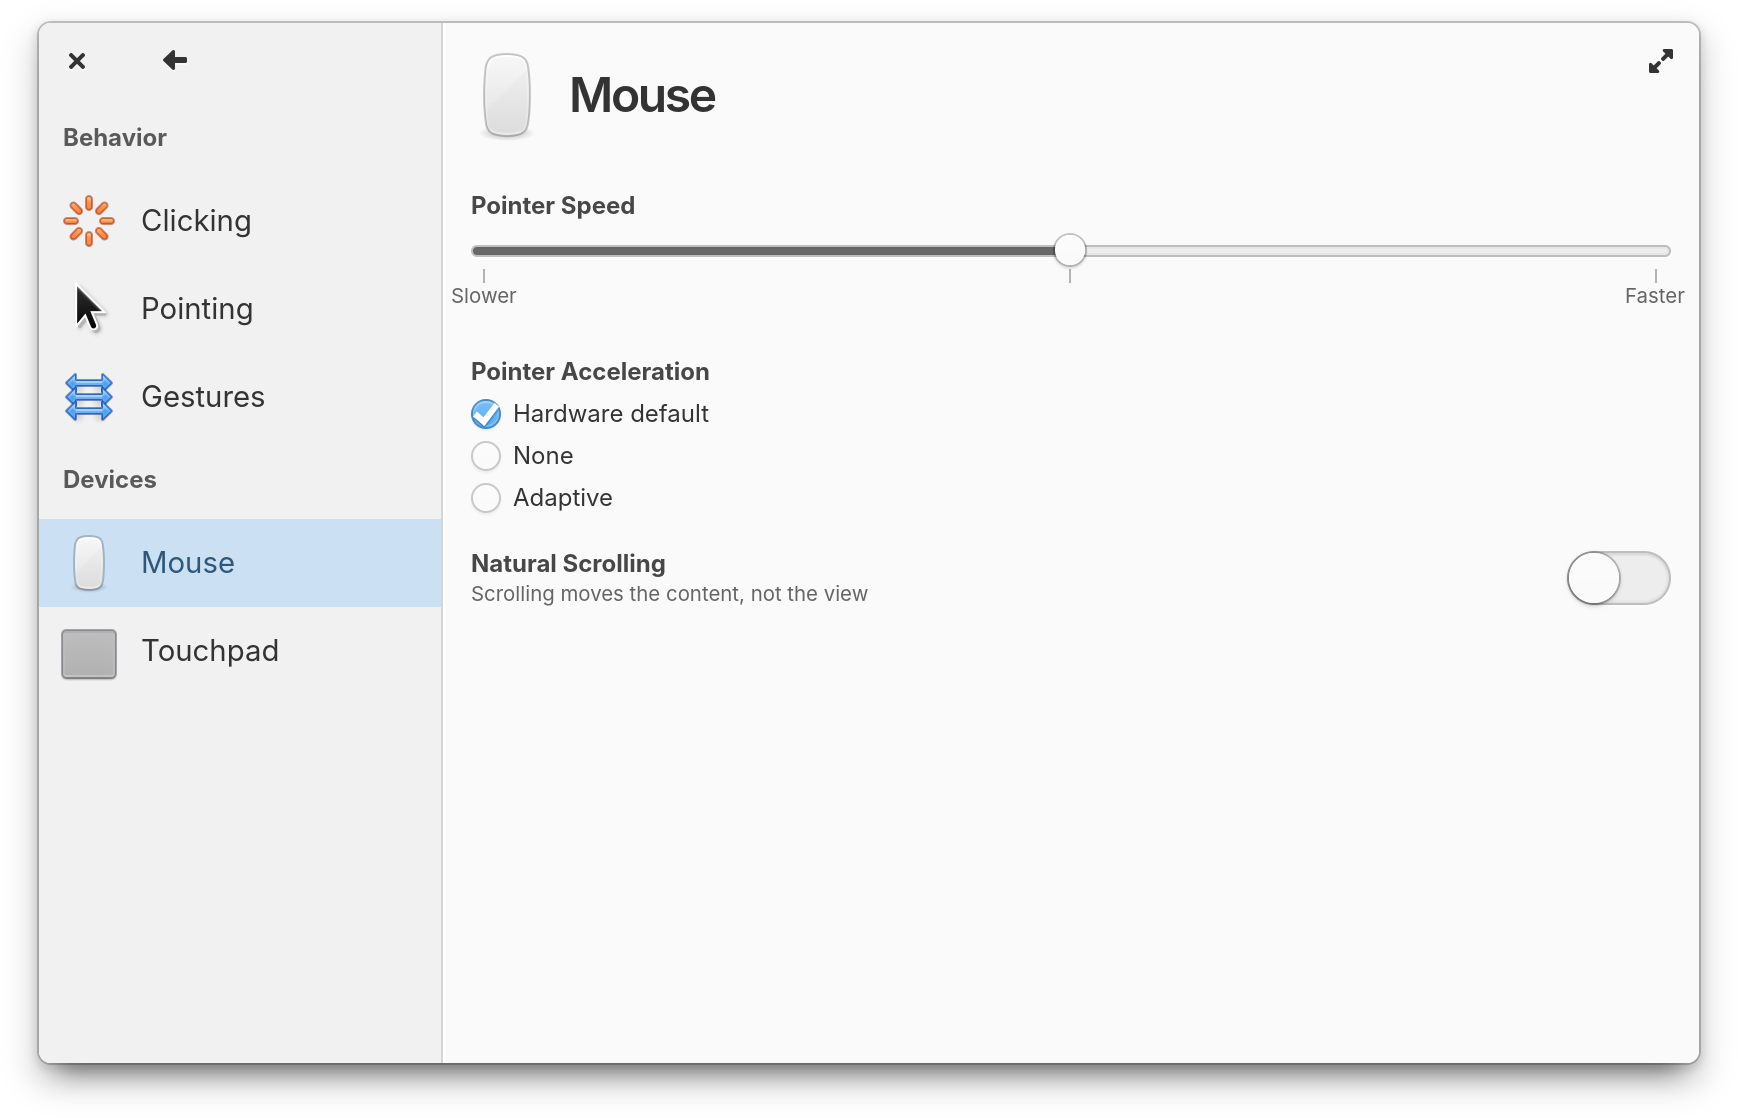 Behavior
Clicking
Pointing
Gestures
Devices
Mouse
Touchpad
Mouse
Pointer Speed
Slower
Faster
Pointer Acceleration
Hardware default
None
Adaptive
Natural Scrolling
Scrolling moves the content, not the view